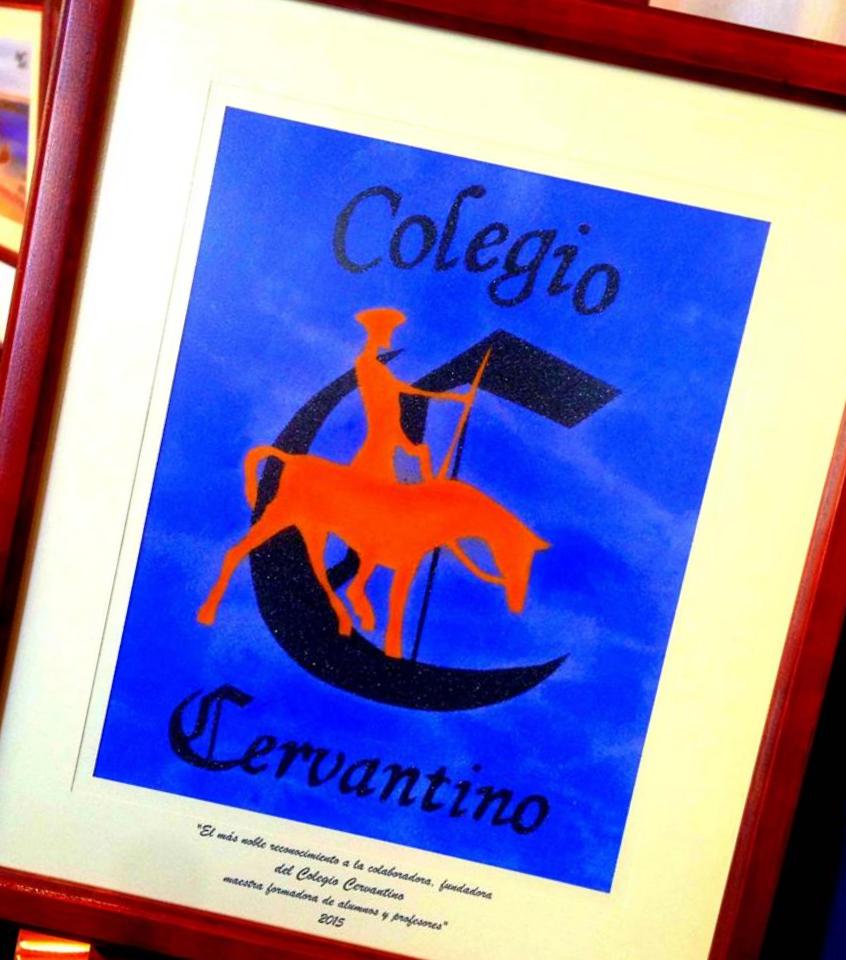 Colegio
C
Cervantino
"El más noble reconocimiento a la colaboradora, fundadora
del Colegio Cervantino
maestra formadora de alumnos y profesores"
2015